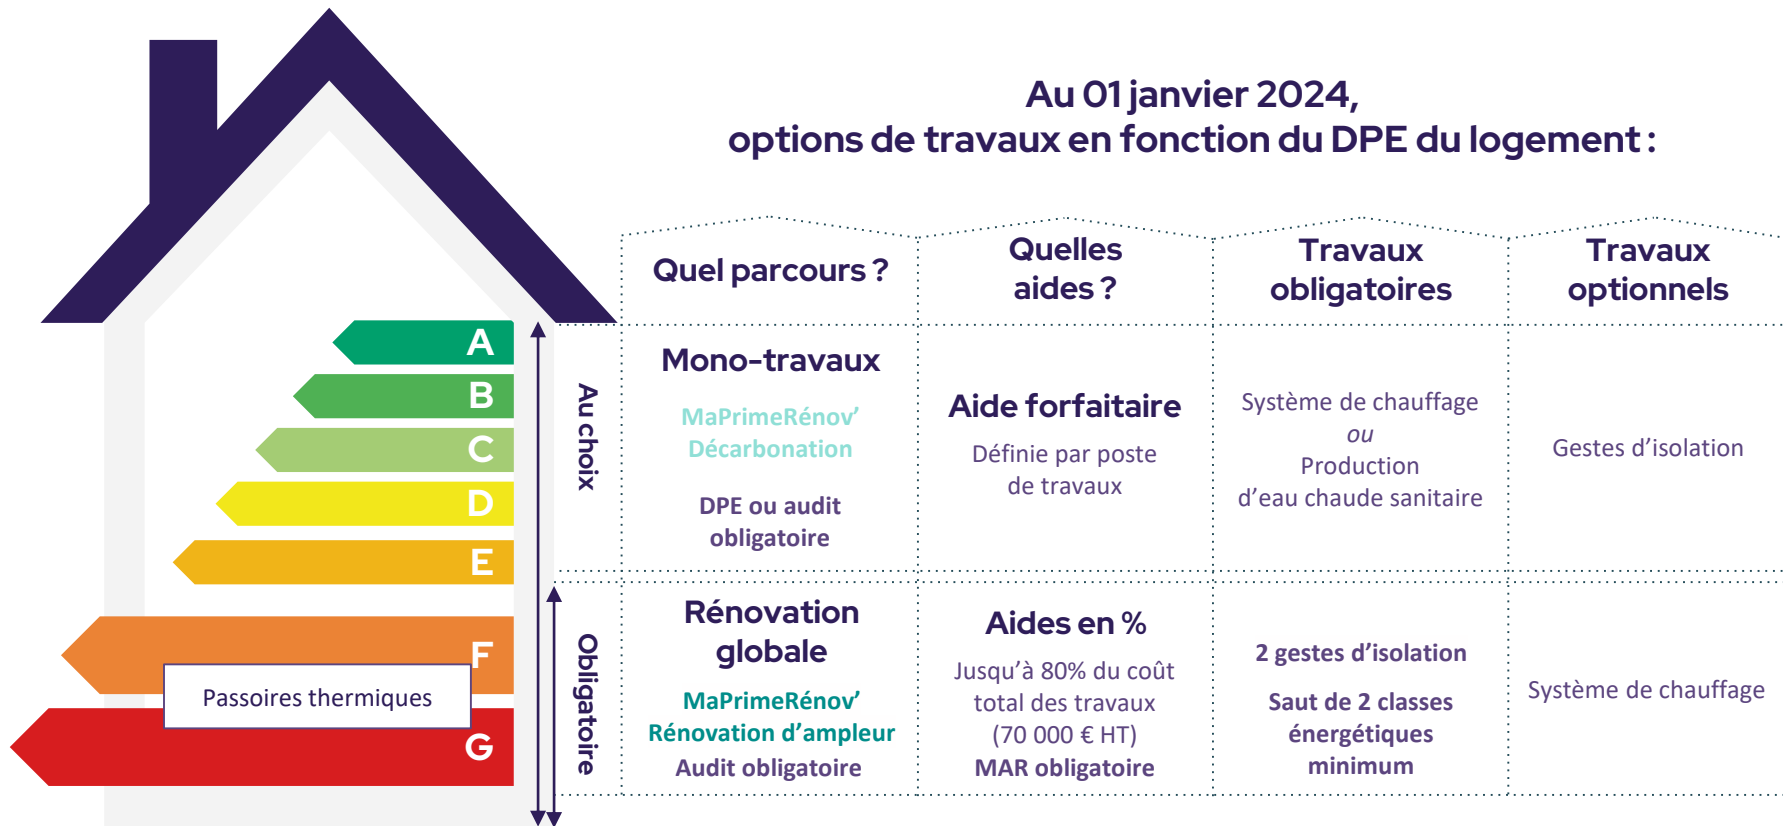 Au 01 janvier 2024,
options de travaux en fonction du DPE du logement :
Quel parcours ?
Quelles
aides ?
Travaux
obligatoires
Travaux
optionnels
A
B
C
D
E
F
G
Passoires thermiques
Au choix
Mono-travaux
MaPrimeRénov’
Décarbonation
DPE ou audit
obligatoire
Aide forfaitaire
Définie par poste
de travaux
Système de chauffage
ou
Production
d’eau chaude sanitaire
Gestes d’isolation
Obligatoire
Rénovation
globale
MaPrimeRénov’
Rénovation d’ampleur
Audit obligatoire
Aides en %
Jusqu’à 80% du coût
total des travaux
(70 000 € HT)
MAR obligatoire
2 gestes d’isolation
Saut de 2 classes
énergétiques
minimum
Système de chauffage